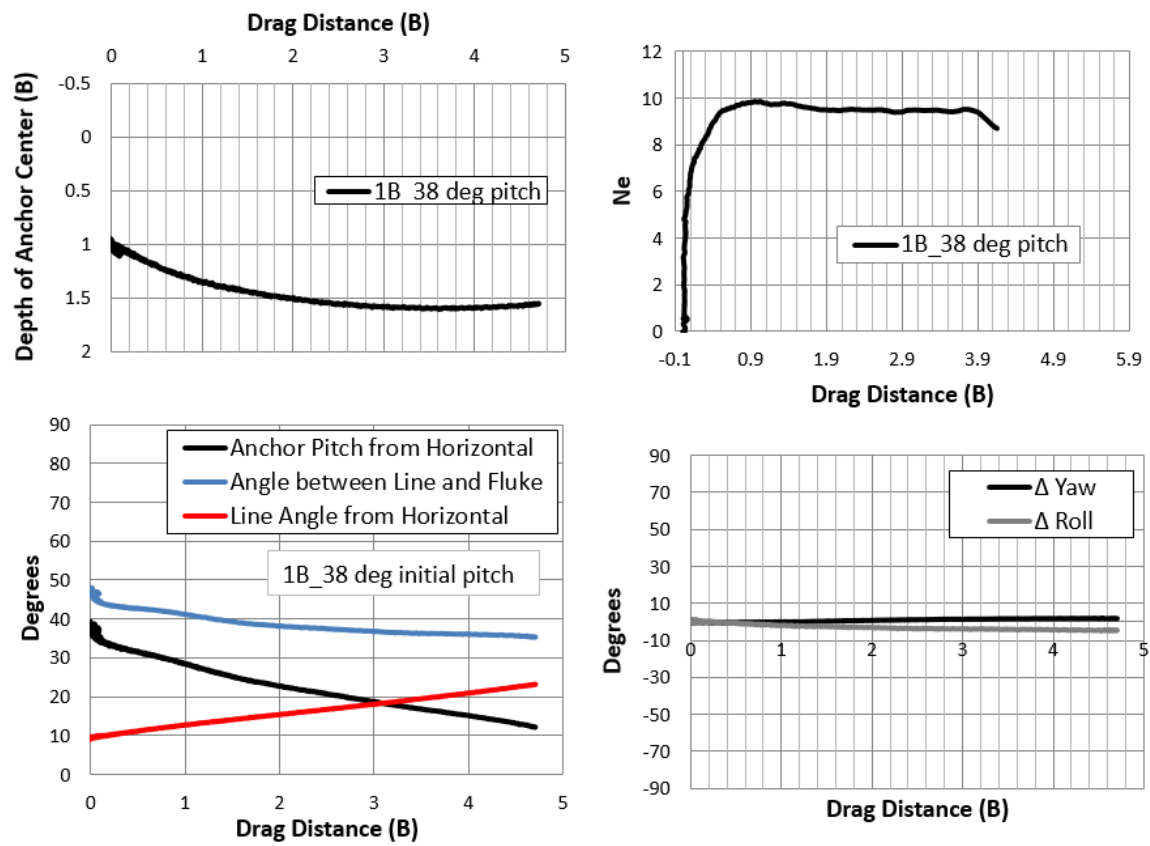 Drag Distance (B)
0 1 2 3 4 5
Depth of Anchor Center (B)
-0.5
0
0.5
1
1.5
2
1B_38 deg pitch
Ne
12
10
8
6
4
2
0
1B_38 deg pitch
-0.1 0.9 1.9 2.9 3.9 4.9 5.9
Drag Distance (B)
Degrees
90
80
70
60
50
40
30
20
10
0
Anchor Pitch from Horizontal
Angle between Line and Fluke
Line Angle from Horizontal
1B_38 deg initial pitch
0 1 2 3 4 5
Drag Distance (B)
Degrees
90
70
50
30
10
-10
-30
-50
-70
-90
Δ Yaw
Δ Roll
0 1 2 3 4 5
Drag Distance (B)